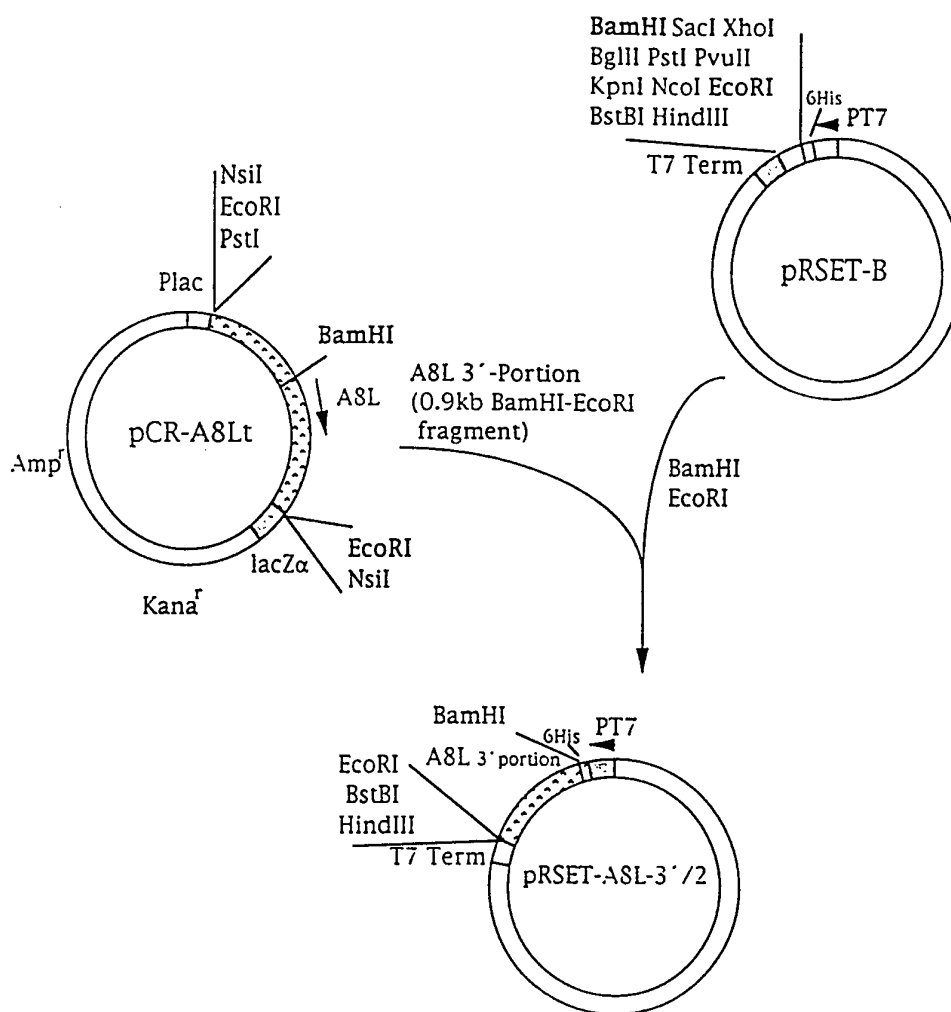 BamHI SacI XhoI
BglII PstI PvuII
KpnI NcoI EcoRI
BstBI HindIII
6His
PT7
T7 Term
pRSET-B
NsiI
EcoRI
PstI
Plac
BamHI
A8L
pCR-A8Lt
Amp r
EcoRI
NsiI
lacZα
Kana r
A8L 3´-Portion
(0.9kb BamHI-EcoRI
fragment)
BamHI
EcoRI
BamHI
6His
PT7
A8L 3´portion
EcoRI
BstBI
HindIII
T7 Term
pRSET-A8L-3´/2